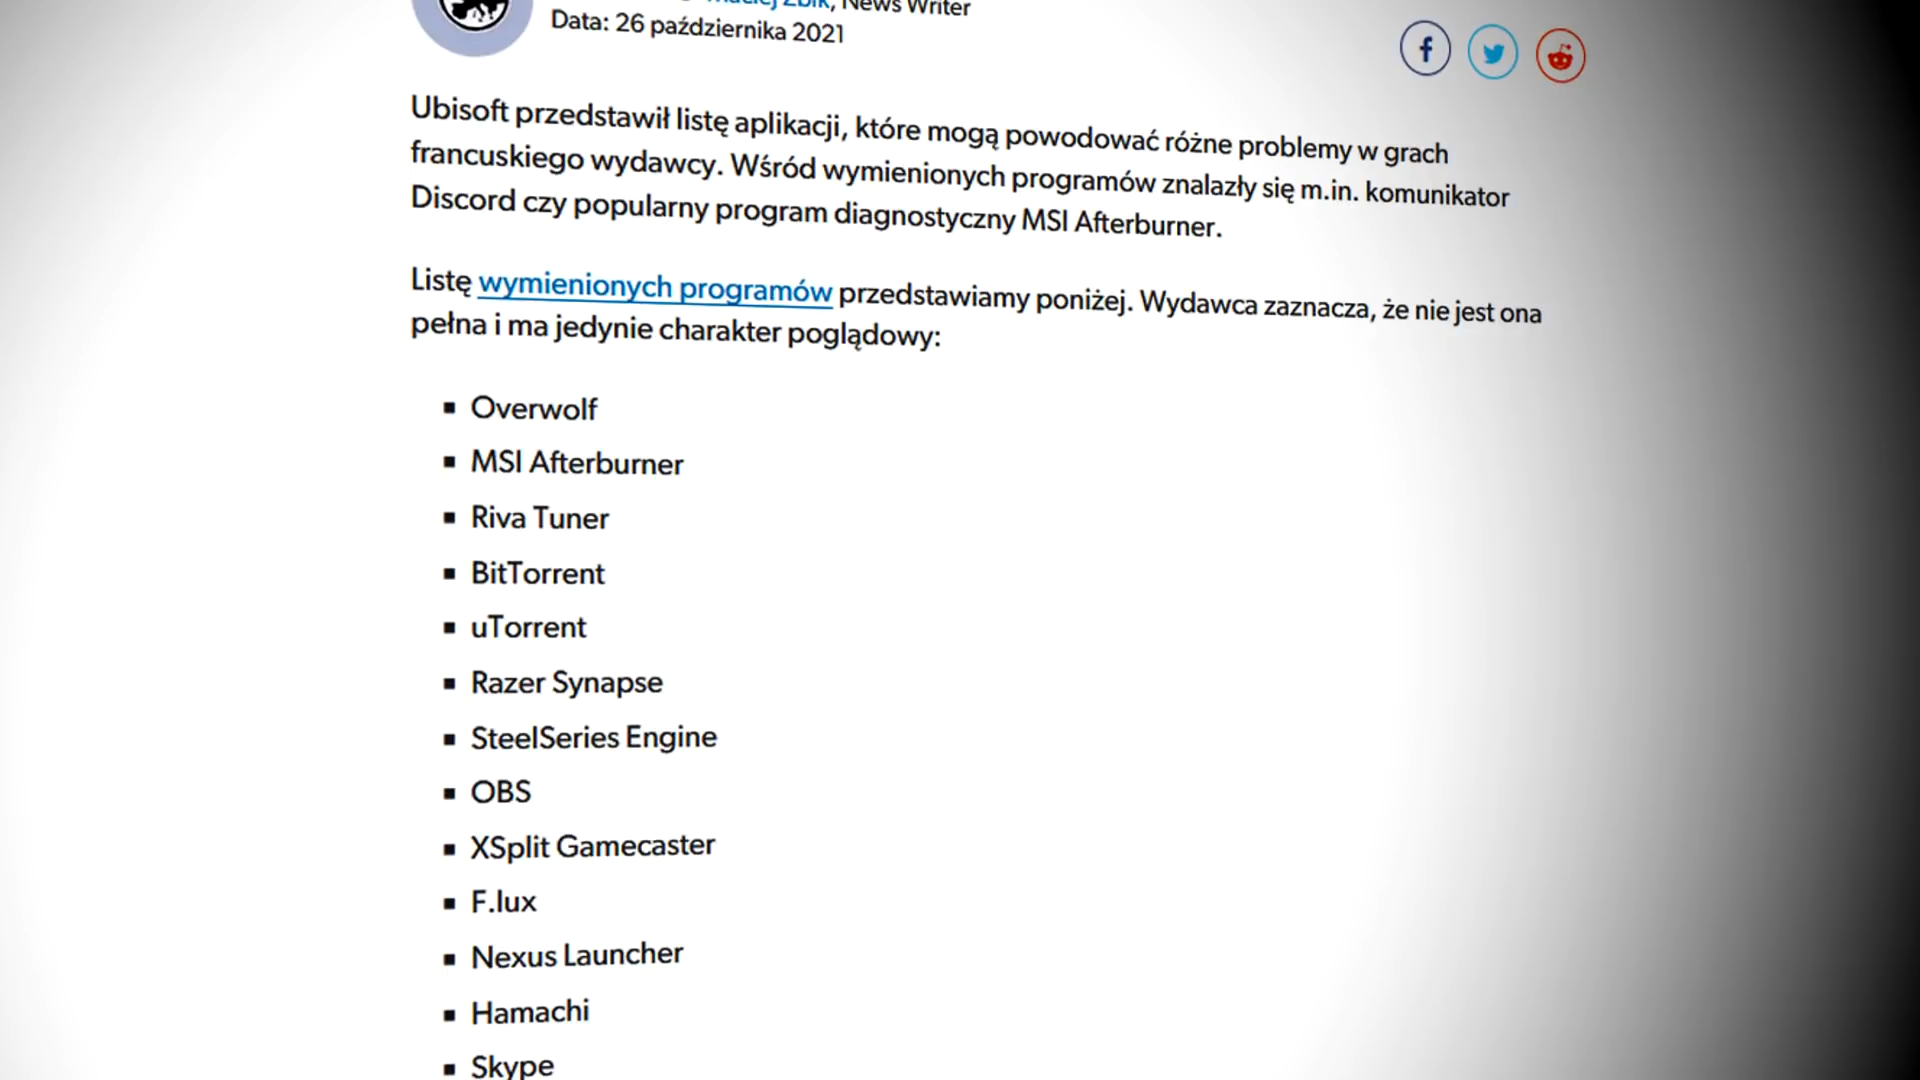 Zbik, News Writer
Data: 26 października 2021
Ubisoft przedstawił listę aplikacji, które mogą powodować różne problemy w grach
francuskiego wydawcy. Wśród wymienionych programów znalazły się m.in. komunikator
Discord czy popularny program diagnostyczny MSI Afterburner.
Listę wymienionych programów przedstawiamy poniżej. Wydawca zaznacza, że nie jest ona
pełna i ma jedynie charakter poglądowy:
Overwolf
MSI Afterburner
Riva Tuner
BitTorrent
uTorrent
Razer Synapse
SteelSeries Engine
OBS
XSplit Gamecaster
F.lux
Nexus Launcher
Hamachi
Skype